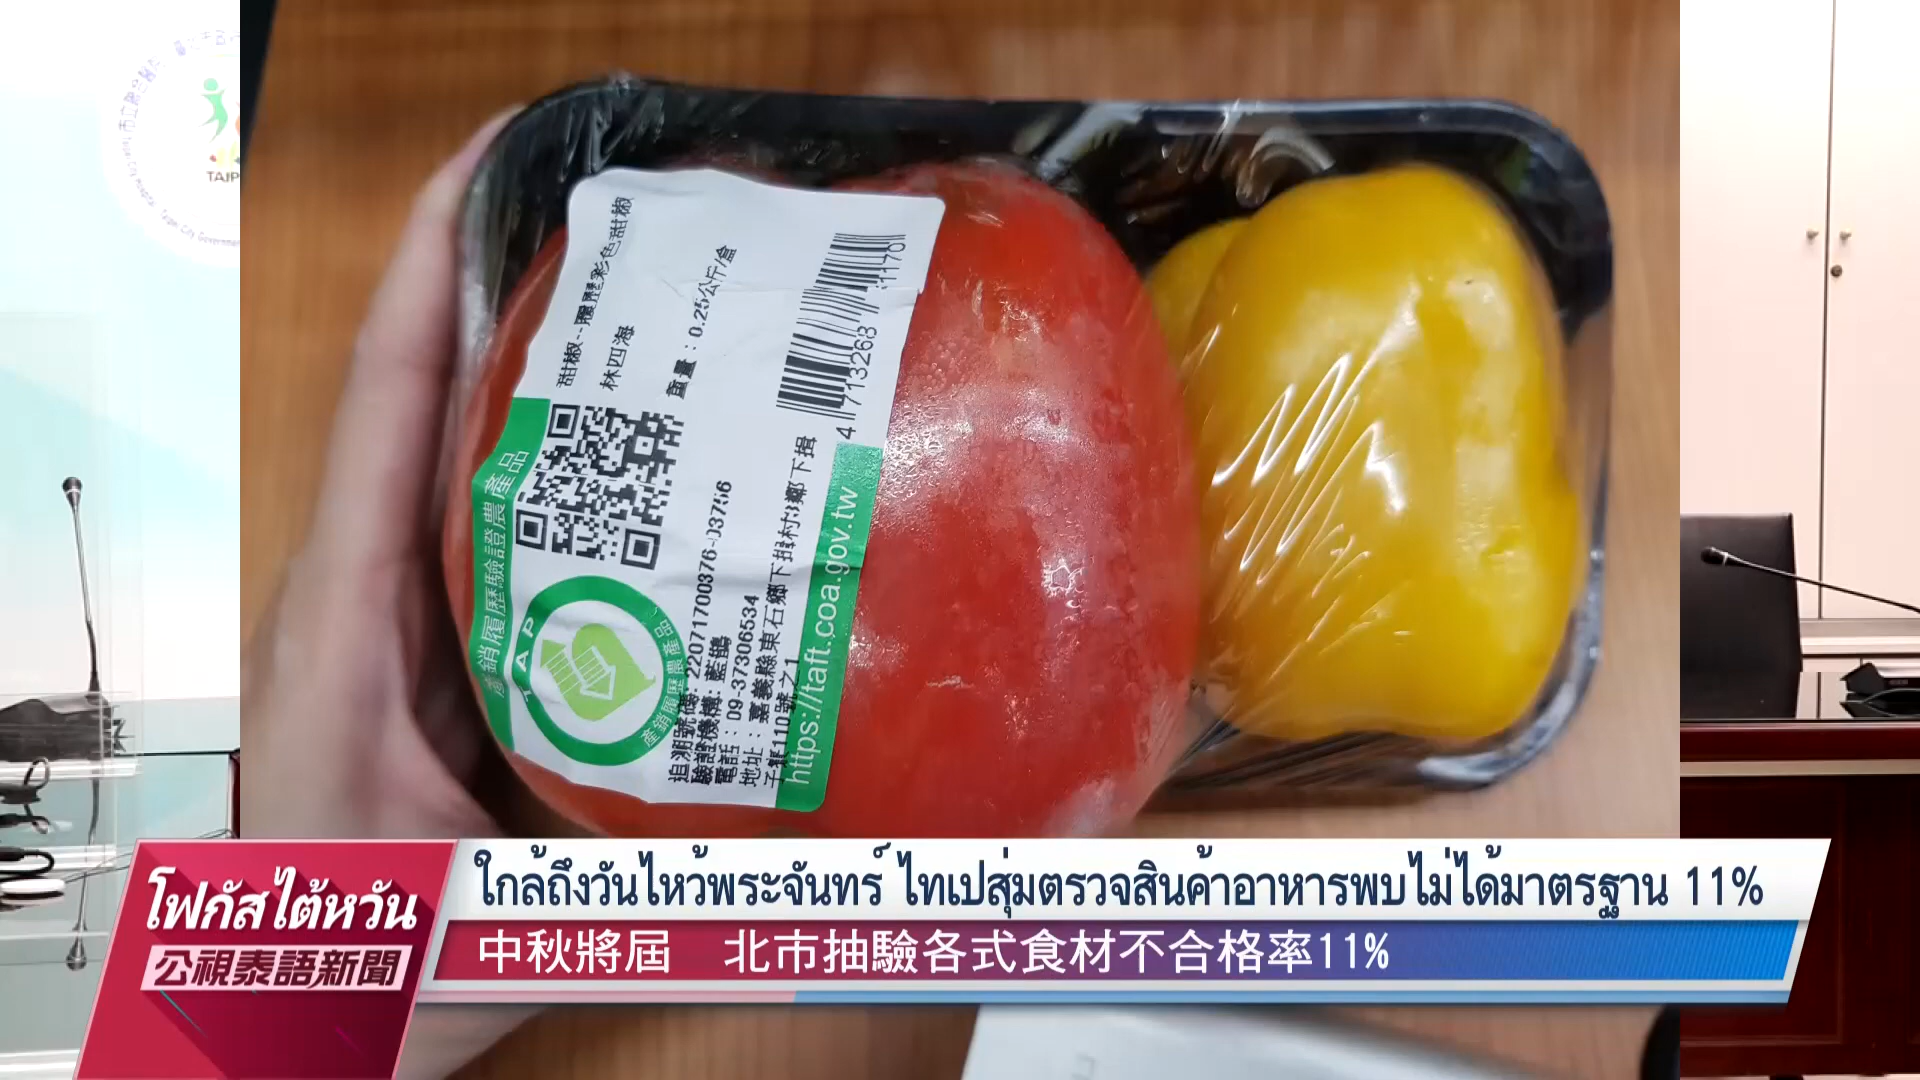 甜椒--履歷彩色甜椒
林四海
重量：0.25公斤/盒
4 713268 1170
產銷履歷驗證農產品
TAP
產銷履歷農產品
追溯號碼: 2207170037６-03756
驗證機構: 藍鵲
電話：09-37306534
地址：嘉義縣東石鄉下揖村3鄰下揖
子寮110號之1
https://taft.coa.gov.tw
TAIP
โฟกัสไต้หวัน
公視泰語新聞
ใกล้ถึงวันไหว้พระจันทร์ ไทเปสุ่มตรวจสินค้าอาหารพบไม่ได้มาตรฐาน 11%
中秋將屆 北市抽驗各式食材不合格率11%